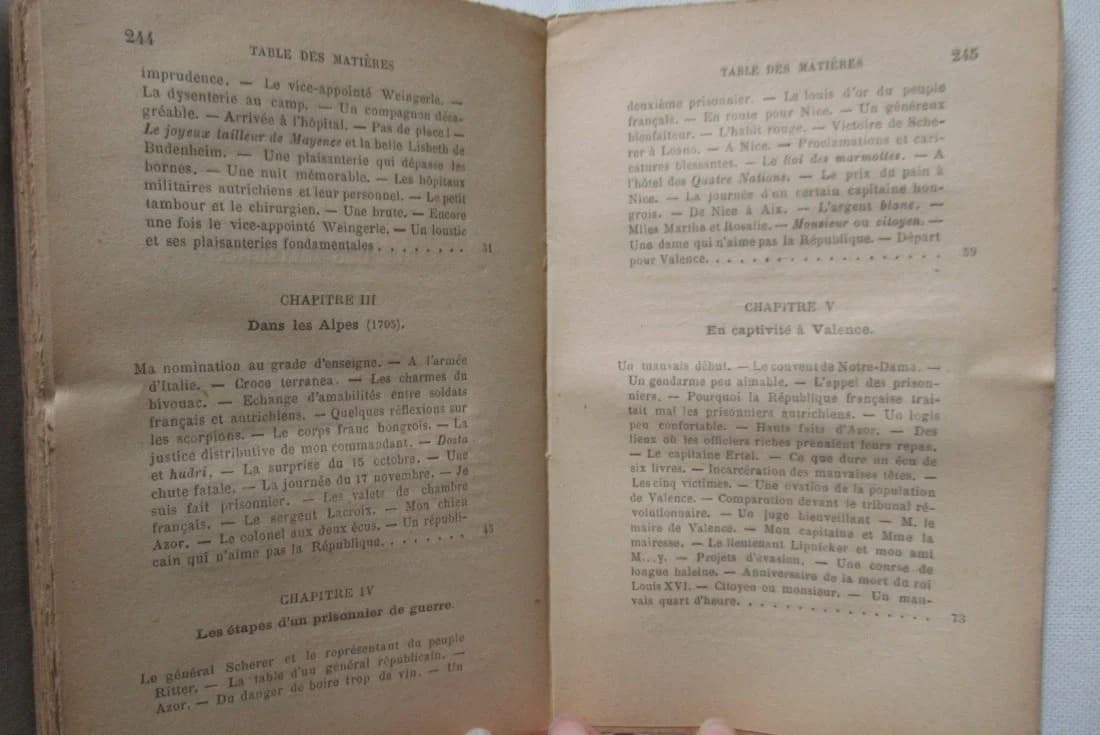 244
TABLE DES MATIÈRES
imprudence. — Le vice-appointé Weingerle. —
La dysenterie au camp. — Un compagnon désa-
gréable. — Arrivée à l'hôpital. — Pas de place! —
Le joyeux tailleur de Mayence et la belle Lisbeth de
Budenheim. — Une plaisanterie qui dépasse les
bornes. — Une nuit mémorable. — Les hôpitaux
militaires autrichiens et leur personnel. — Le petit
tambour et le chirurgien. — Une brute. — Encore
une fois le vice-appointé Weingerle. — Un loustic
et ses plaisanteries fondamentales . . . . . . . . 31
CHAPITRE III
Dans les Alpes (1795).
Ma nomination au grade d'enseigne. — A l'armée
d'Italie. — Croce terranea. — Les charmes du
bivouac. — Echange d'amabilités entre soldats
français et autrichiens. — Quelques réflexions sur
les scorpions. — Le corps franc hongrois. — La
justice distributive de mon commandant. — Dosta
et hudri. — La surprise du 15 octobre. — Une
chute fatale. — La journée du 17 novembre. — Je
suis fait prisonnier. — Les valets de chambre
français. — Le sergent Lacroix. — Mon chien
Azor. — Le colonel aux deux écus. — Un républi-
cain qui n'aime pas la République. . . . . . . . 45
CHAPITRE IV
Les étapes d'un prisonnier de guerre.
Le général Scherer et le représentant du peuple
Ritter. — La table d'un général républicain. —
Azor. — Du danger de boire trop de vin. — Un
245
TABLE DES MATIÈRES
deuxième prisonnier. — Le louis d'or du peuple
français. — En route pour Nice. — Un généreux
bienfaiteur. — L'habit rouge. — Victoire de Sche-
rer à Loano. — A Nice. — Proclamations et cari-
catures blessantes. — Le Roi des marmottes. — A
l'hôtel des Quatre Nations. — Le prix du pain à
Nice. — La journée d'un certain capitaine hon-
grois. — De Nice à Aix. — L'argent blanc. —
Mlles Marthe et Rosalie. — Monsieur ou citoyen. —
Une dame qui n'aime pas la République. — Départ
pour Valence. . . . . . . . . . . . . . . . . . 59
CHAPITRE V
En captivité à Valence.
Un mauvais début. — Le couvent de Notre-Dame. —
Un gendarme peu aimable. — L'appel des prison-
niers. — Pourquoi la République française trai-
tait mal les prisonniers autrichiens. — Un logis
peu confortable. — Hauts faits d'Azor. — Des
lieux où les officiers riches prenaient leurs repas.
— Le capitaine Ertel. — Ce que dure un écu de
six livres. — Incarcération des mauvaises têtes. —
Les cinq victimes. — Une ovation de la population
de Valence. — Comparution devant le tribunal ré-
volutionnaire. — Un juge bienveillant — M. le
maire de Valence. — Mon capitaine et Mme la
mairesse. — Le lieutenant Lipnicker et mon ami
M...y. — Projets d'évasion. — Une course de
longue haleine. — Anniversaire de la mort du roi
Louis XVI. — Citoyen ou monsieur. — Un mau-
vais quart d'heure. . . . . . . . . . . . . . . 73